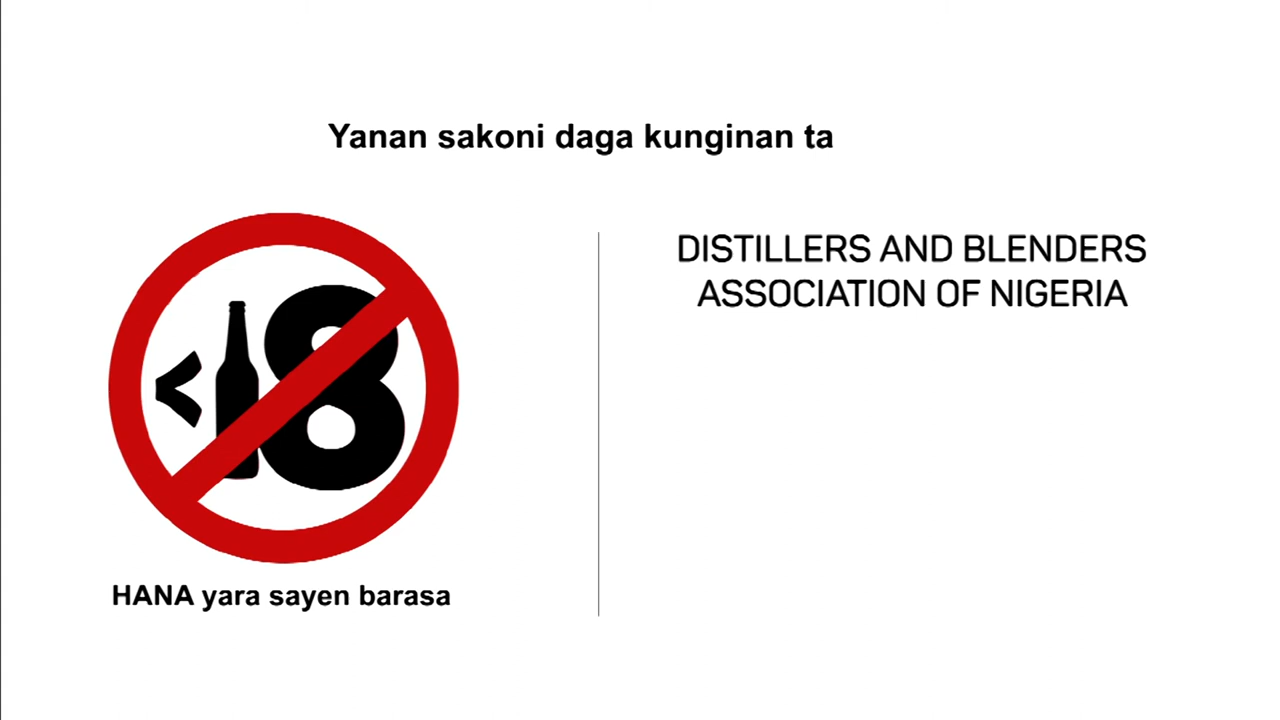 Yanan sakoni daga kunginan ta
<18
HANA yara sayen barasa
DISTILLERS AND BLENDERS
ASSOCIATION OF NIGERIA